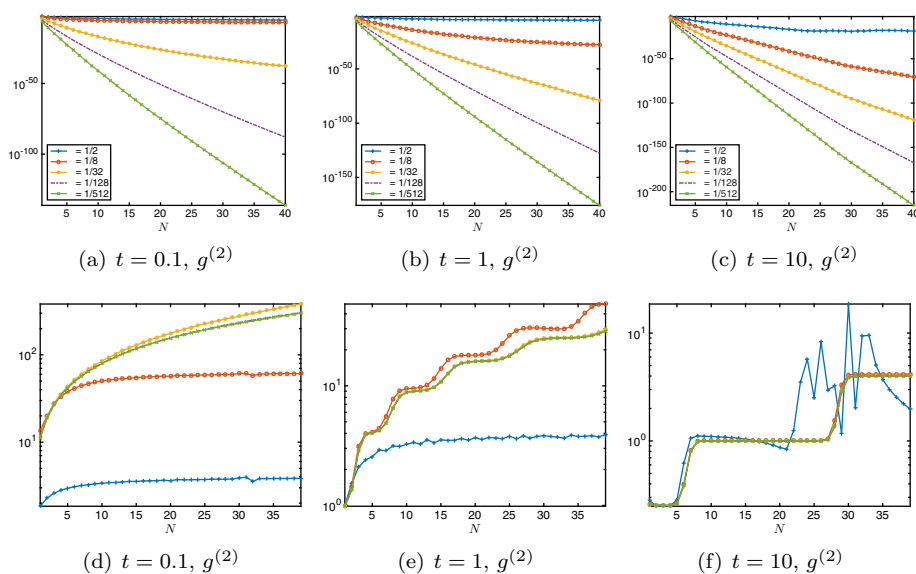 10^{-50}
10^{-100}
= 1/2
= 1/8
= 1/32
= 1/128
= 1/512
5 10 15 20 25 30 35 40
N
(a) t = 0.1, g^{(2)}
10^{-50}
10^{-100}
10^{-150}
= 1/2
= 1/8
= 1/32
= 1/128
= 1/512
5 10 15 20 25 30 35 40
N
(b) t = 1, g^{(2)}
10^{-50}
10^{-100}
10^{-150}
10^{-200}
= 1/2
= 1/8
= 1/32
= 1/128
= 1/512
5 10 15 20 25 30 35 40
N
(c) t = 10, g^{(2)}
10^2
10^1
5 10 15 20 25 30 35
N
(d) t = 0.1, g^{(2)}
10^1
10^0
5 10 15 20 25 30 35
N
(e) t = 1, g^{(2)}
10^1
10^0
5 10 15 20 25 30 35
N
(f) t = 10, g^{(2)}